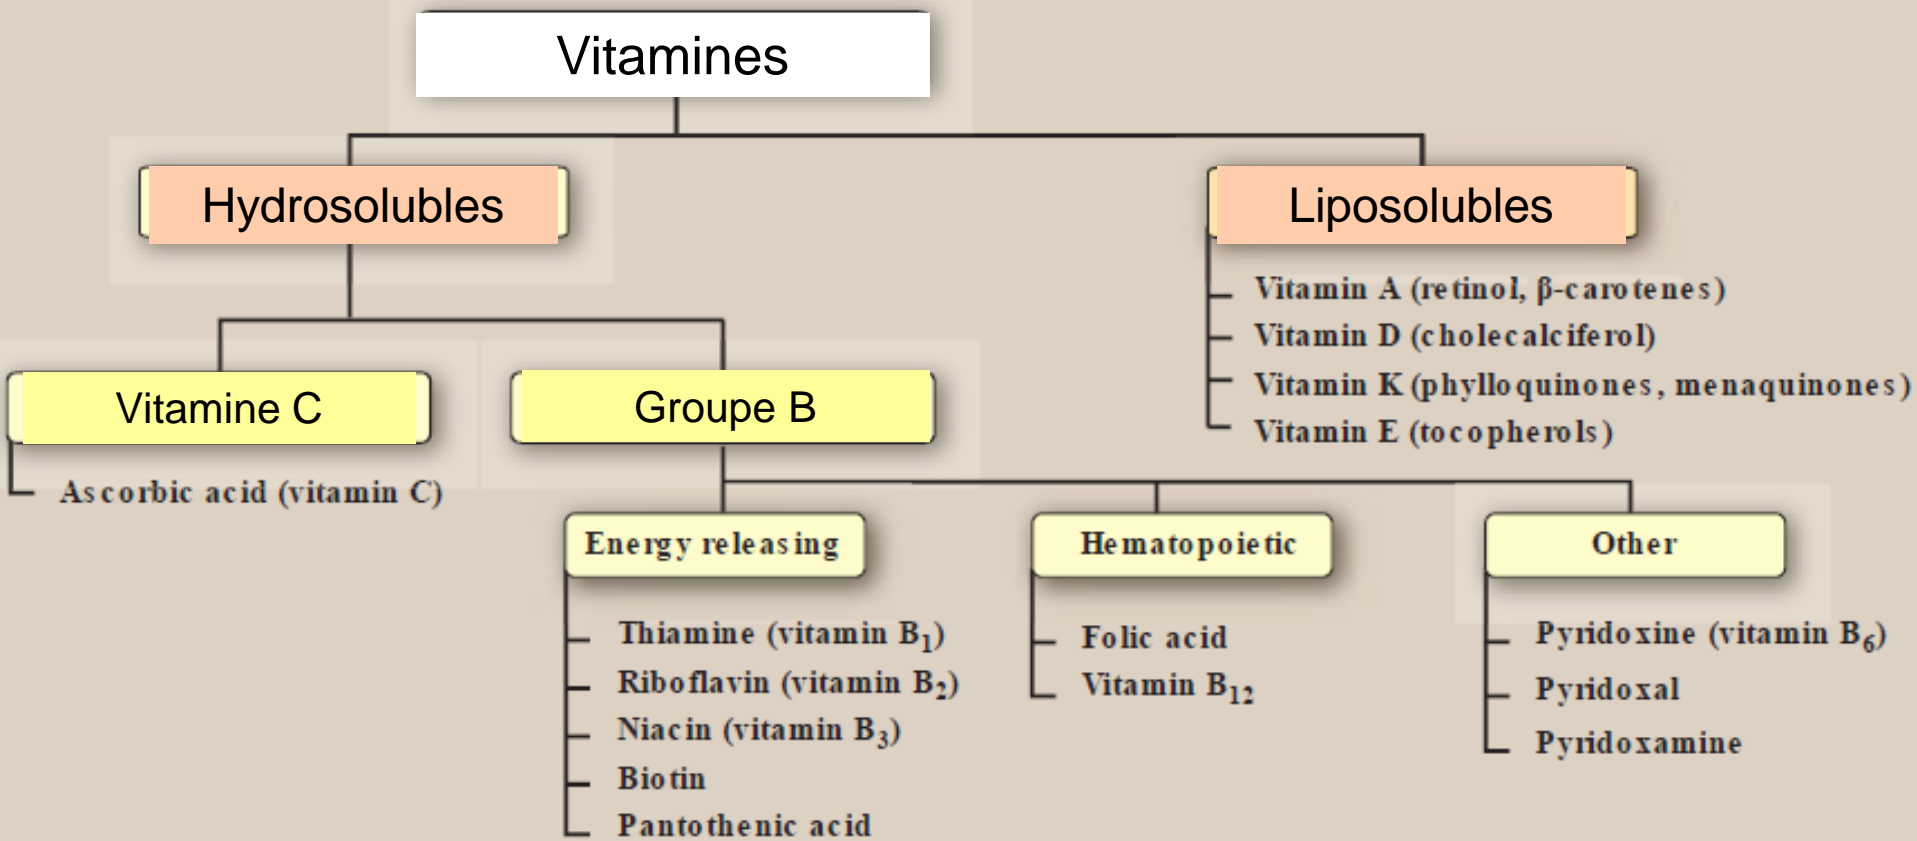 Vitamines
Hydrosolubles
Liposolubles
Vitamin A (retinol, β-carotenes)
Vitamin D (cholecalciferol)
Vitamin K (phylloquinones, menaquinones)
Vitamin E (tocopherols)
Vitamine C
Groupe B
Ascorbic acid (vitamin C)
Energy releasing
Hematopoietic
Other
Thiamine (vitamin B₁)
Riboflavin (vitamin B₂)
Niacin (vitamin B₃)
Biotin
Pantothenic acid
Folic acid
Vitamin B₁₂
Pyridoxine (vitamin B₆)
Pyridoxal
Pyridoxamine